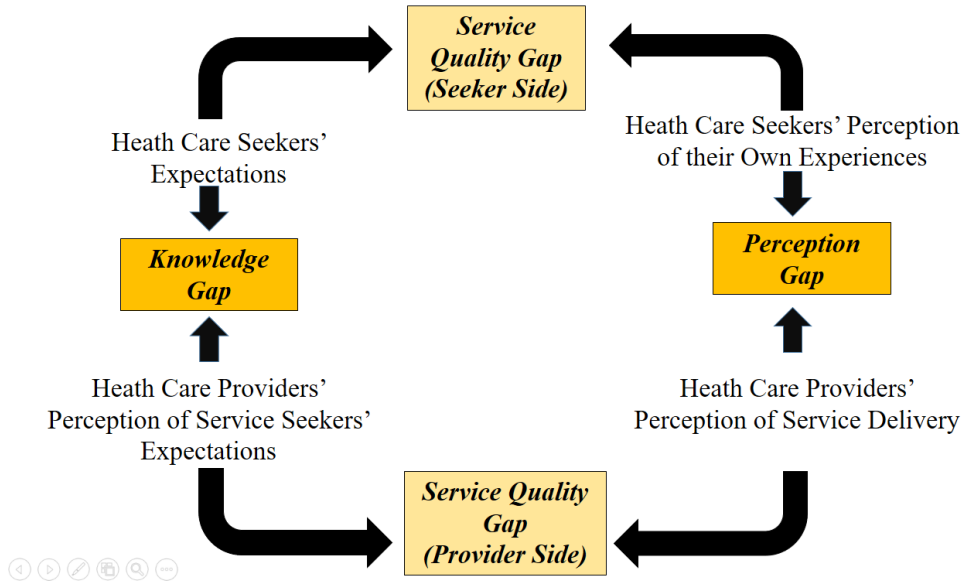 Service
Quality Gap
(Seeker Side)
Heath Care Seekers’
Expectations
Heath Care Seekers’ Perception
of their Own Experiences
Knowledge
Gap
Perception
Gap
Heath Care Providers’
Perception of Service Seekers’
Expectations
Heath Care Providers’
Perception of Service Delivery
Service Quality
Gap
(Provider Side)